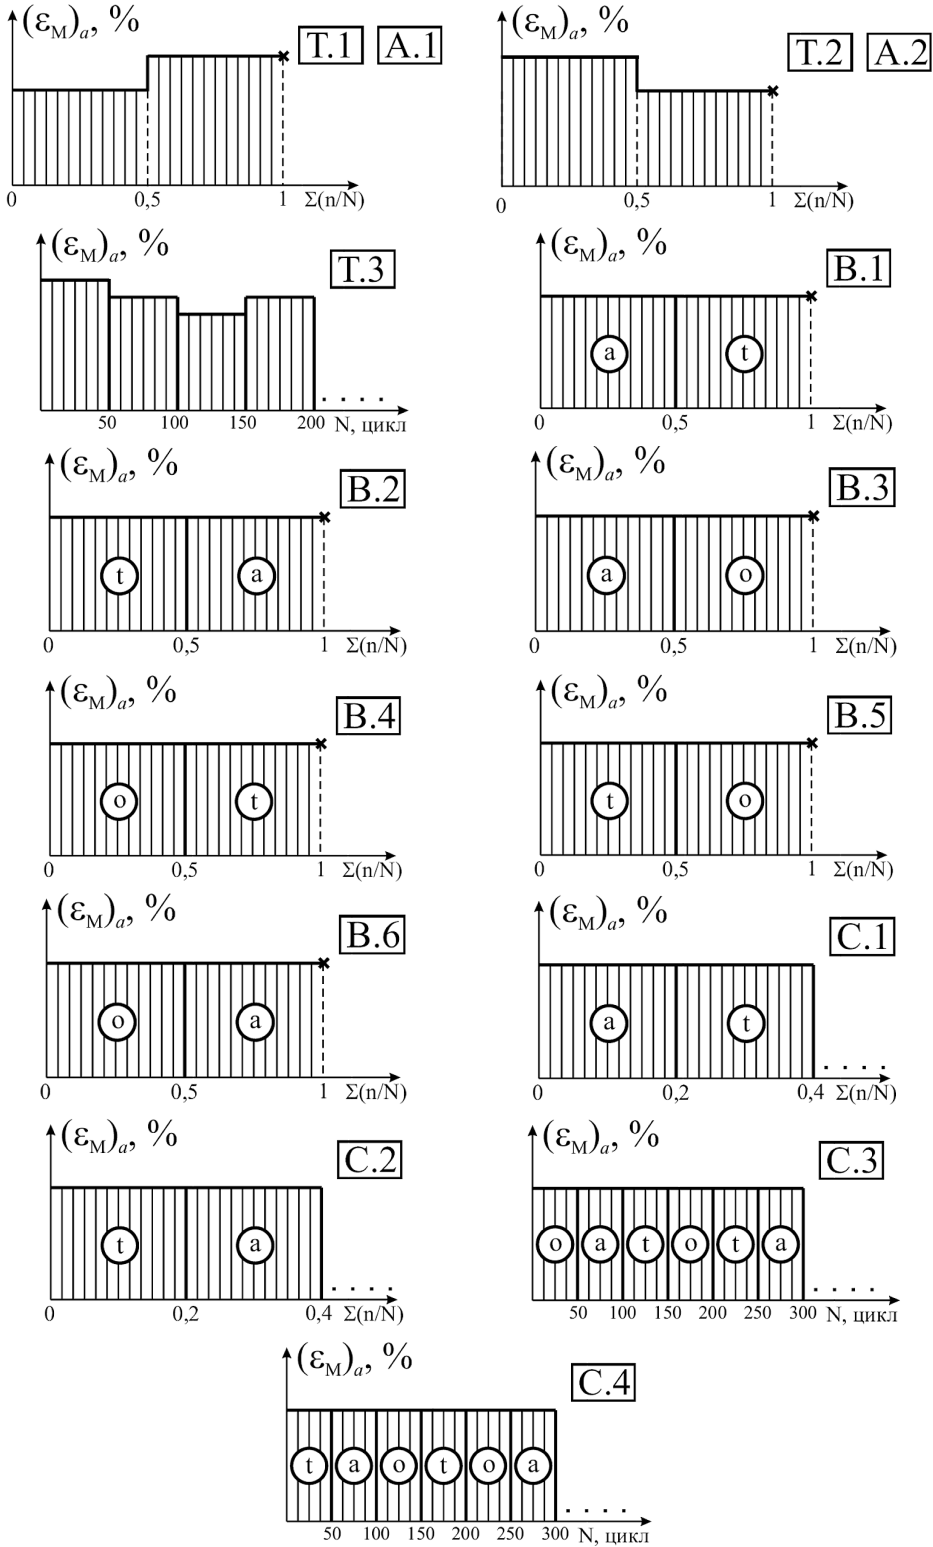 (εM)a, %
T.1 A.1
0 0,5 1 Σ(n/N)
(εM)a, %
T.2 A.2
0 0,5 1 Σ(n/N)
(εM)a, %
T.3
50 100 150 200 N, цикл
(εM)a, %
B.1
a t
0 0,5 1 Σ(n/N)
(εM)a, %
B.2
t a
0 0,5 1 Σ(n/N)
(εM)a, %
B.3
a o
0 0,5 1 Σ(n/N)
(εM)a, %
B.4
o t
0 0,5 1 Σ(n/N)
(εM)a, %
B.5
t o
0 0,5 1 Σ(n/N)
(εM)a, %
B.6
o a
0 0,5 1 Σ(n/N)
(εM)a, %
C.1
a t
0 0,2 0,4 Σ(n/N)
(εM)a, %
C.2
t a
0 0,2 0,4 Σ(n/N)
(εM)a, %
C.3
o a t o t a
50 100 150 200 250 300 N, цикл
(εM)a, %
C.4
t a o t o a
50 100 150 200 250 300 N, цикл